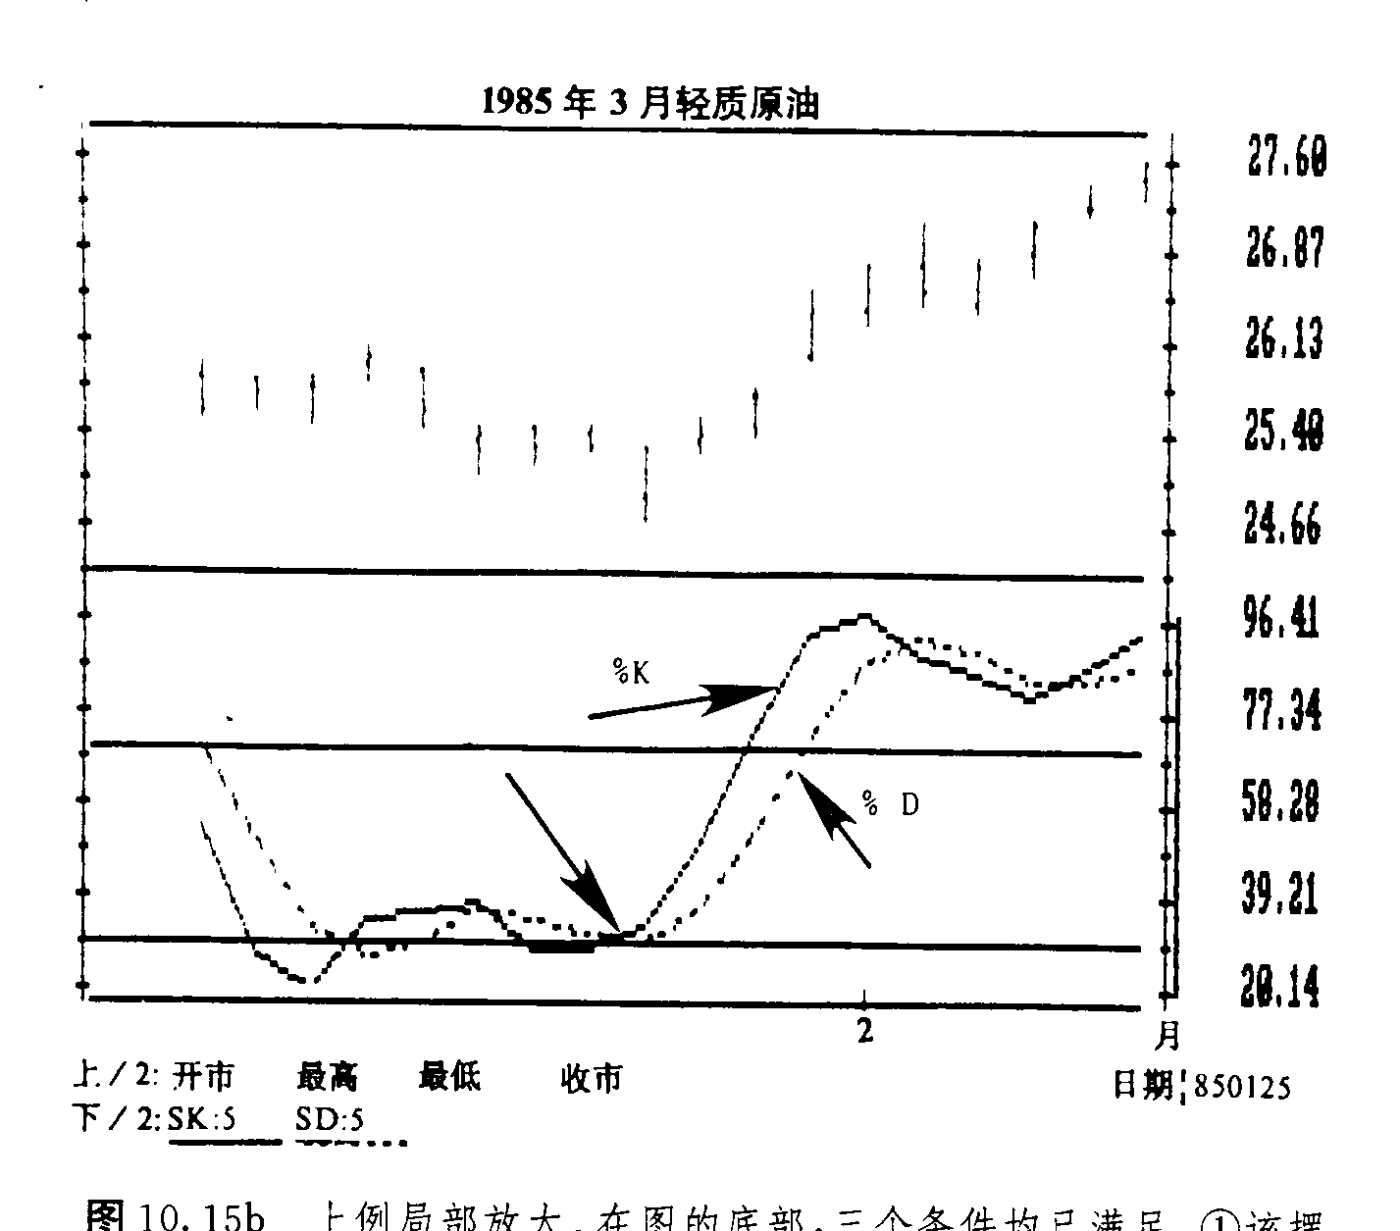 1985 年 3 月轻质原油
27.60
26.87
26.13
25.40
24.66
96.41
%K
77.34
% D
58.28
39.21
20.14
2
月
上/2: 开市 最高 最低 收市
日期:850125
下/2:SK:5 SD:5
图 10.15b 上例局部放大,在图的底部,三个条件均已满足 ①该摆